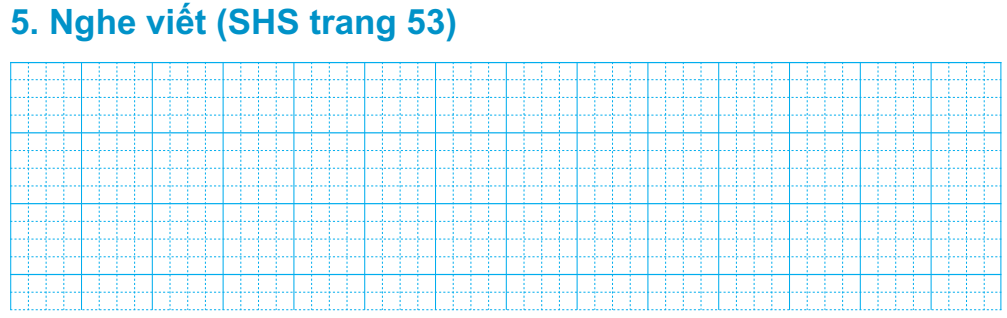 5. Nghe viết (SHS trang 53)